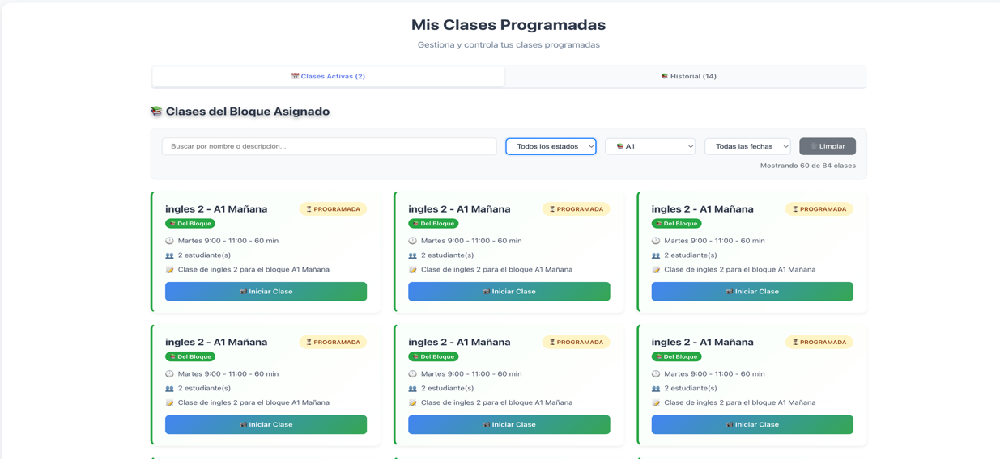 Mis Clases Programadas
Gestiona y controla tus clases programadas
📅 Clases Activas (2)
📚 Historial (14)
📚 Clases del Bloque Asignado
Buscar por nombre o descripción...
Todos los estados
📚 A1
Todas las fechas
Limpiar
Mostrando 60 de 84 clases
ingles 2 - A1 Mañana
⏳ PROGRAMADA
📚 Del Bloque
Martes 9:00 - 11:00 - 60 min
2 estudiante(s)
Clase de ingles 2 para el bloque A1 Mañana
Iniciar Clase
ingles 2 - A1 Mañana
⏳ PROGRAMADA
📚 Del Bloque
Martes 9:00 - 11:00 - 60 min
2 estudiante(s)
Clase de ingles 2 para el bloque A1 Mañana
Iniciar Clase
ingles 2 - A1 Mañana
⏳ PROGRAMADA
📚 Del Bloque
Martes 9:00 - 11:00 - 60 min
2 estudiante(s)
Clase de ingles 2 para el bloque A1 Mañana
Iniciar Clase
ingles 2 - A1 Mañana
⏳ PROGRAMADA
📚 Del Bloque
Martes 9:00 - 11:00 - 60 min
2 estudiante(s)
Clase de ingles 2 para el bloque A1 Mañana
Iniciar Clase
ingles 2 - A1 Mañana
⏳ PROGRAMADA
📚 Del Bloque
Martes 9:00 - 11:00 - 60 min
2 estudiante(s)
Clase de ingles 2 para el bloque A1 Mañana
Iniciar Clase
ingles 2 - A1 Mañana
⏳ PROGRAMADA
📚 Del Bloque
Martes 9:00 - 11:00 - 60 min
2 estudiante(s)
Clase de ingles 2 para el bloque A1 Mañana
Iniciar Clase